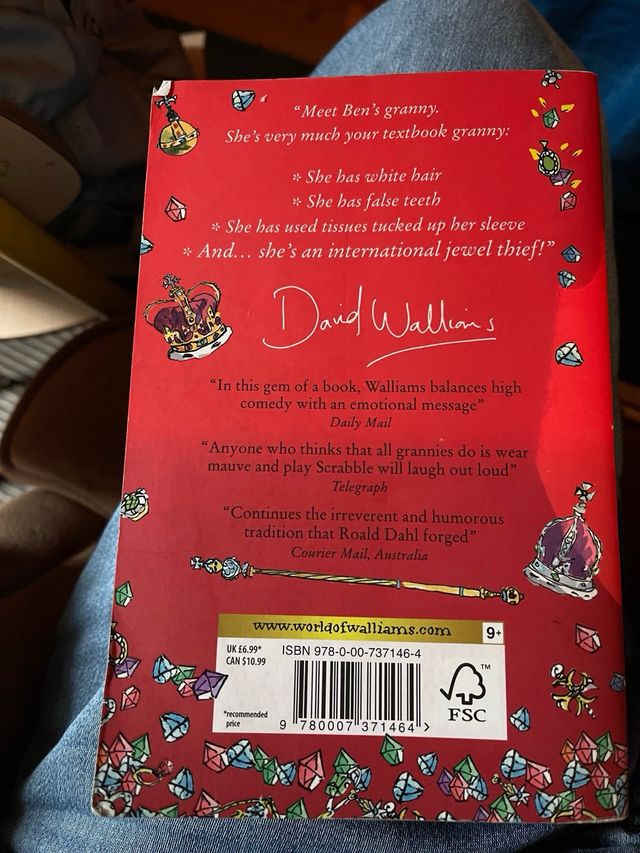 “Meet Ben’s granny.
She’s very much your textbook granny:
* She has white hair
* She has false teeth
* She has used tissues tucked up her sleeve
* And... she’s an international jewel thief!”
David Walliams
“In this gem of a book, Walliams balances high
comedy with an emotional message”
Daily Mail
“Anyone who thinks that all grannies do is wear
mauve and play Scrabble will laugh out loud”
Telegraph
“Continues the irreverent and humorous
tradition that Roald Dahl forged”
Courier Mail, Australia
www.worldofwalliams.com
9+
UK £6.99*
CAN $10.99
ISBN 978-0-00-737146-4
*recommended
price
9 780007 371464 >
FSC
™